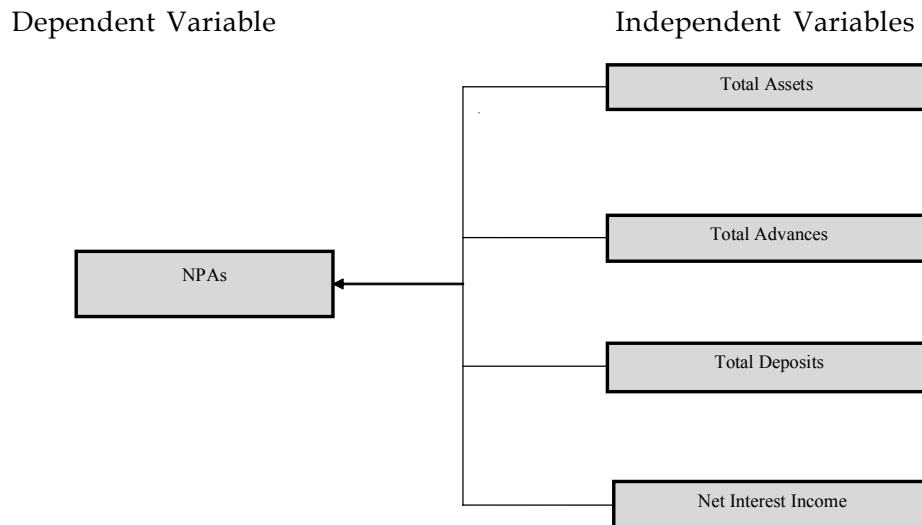 Dependent Variable
Independent Variables
Total Assets
Total Advances
NPAs
Total Deposits
Net Interest Income